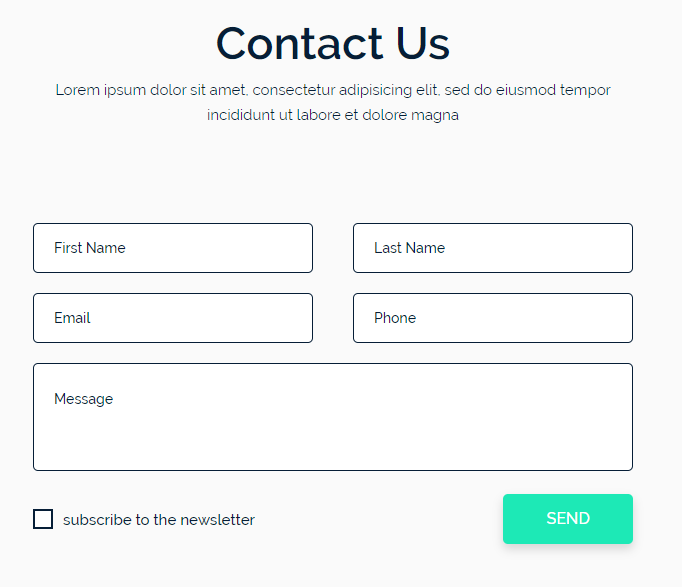 Contact Us
Lorem ipsum dolor sit amet, consectetur adipisicing elit, sed do eiusmod tempor
incididunt ut labore et dolore magna
First Name
Last Name
Email
Phone
Message
subscribe to the newsletter
SEND